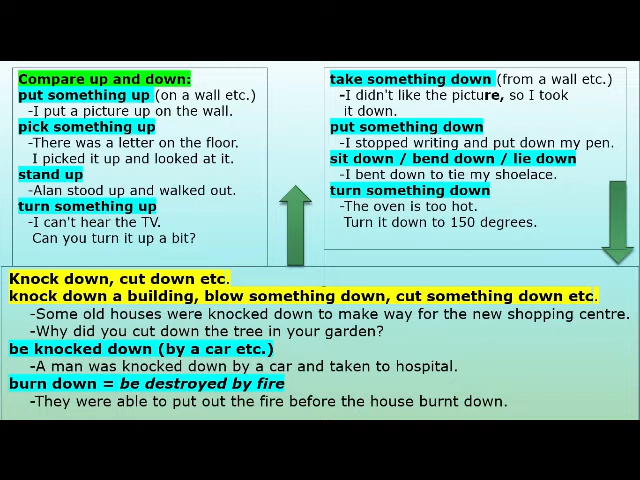 Compare up and down:
put something up (on a wall etc.)
-I put a picture up on the wall.
pick something up
-There was a letter on the floor.
I picked it up and looked at it.
stand up
-Alan stood up and walked out.
turn something up
-I can't hear the TV.
Can you turn it up a bit?
take something down (from a wall etc.)
-I didn't like the picture, so I took
it down.
put something down
-I stopped writing and put down my pen.
sit down / bend down / lie down
-I bent down to tie my shoelace.
turn something down
-The oven is too hot.
Turn it down to 150 degrees.
Knock down, cut down etc.
knock down a building, blow something down, cut something down etc.
-Some old houses were knocked down to make way for the new shopping centre.
-Why did you cut down the tree in your garden?
be knocked down (by a car etc.)
-A man was knocked down by a car and taken to hospital.
burn down = be destroyed by fire
-They were able to put out the fire before the house burnt down.